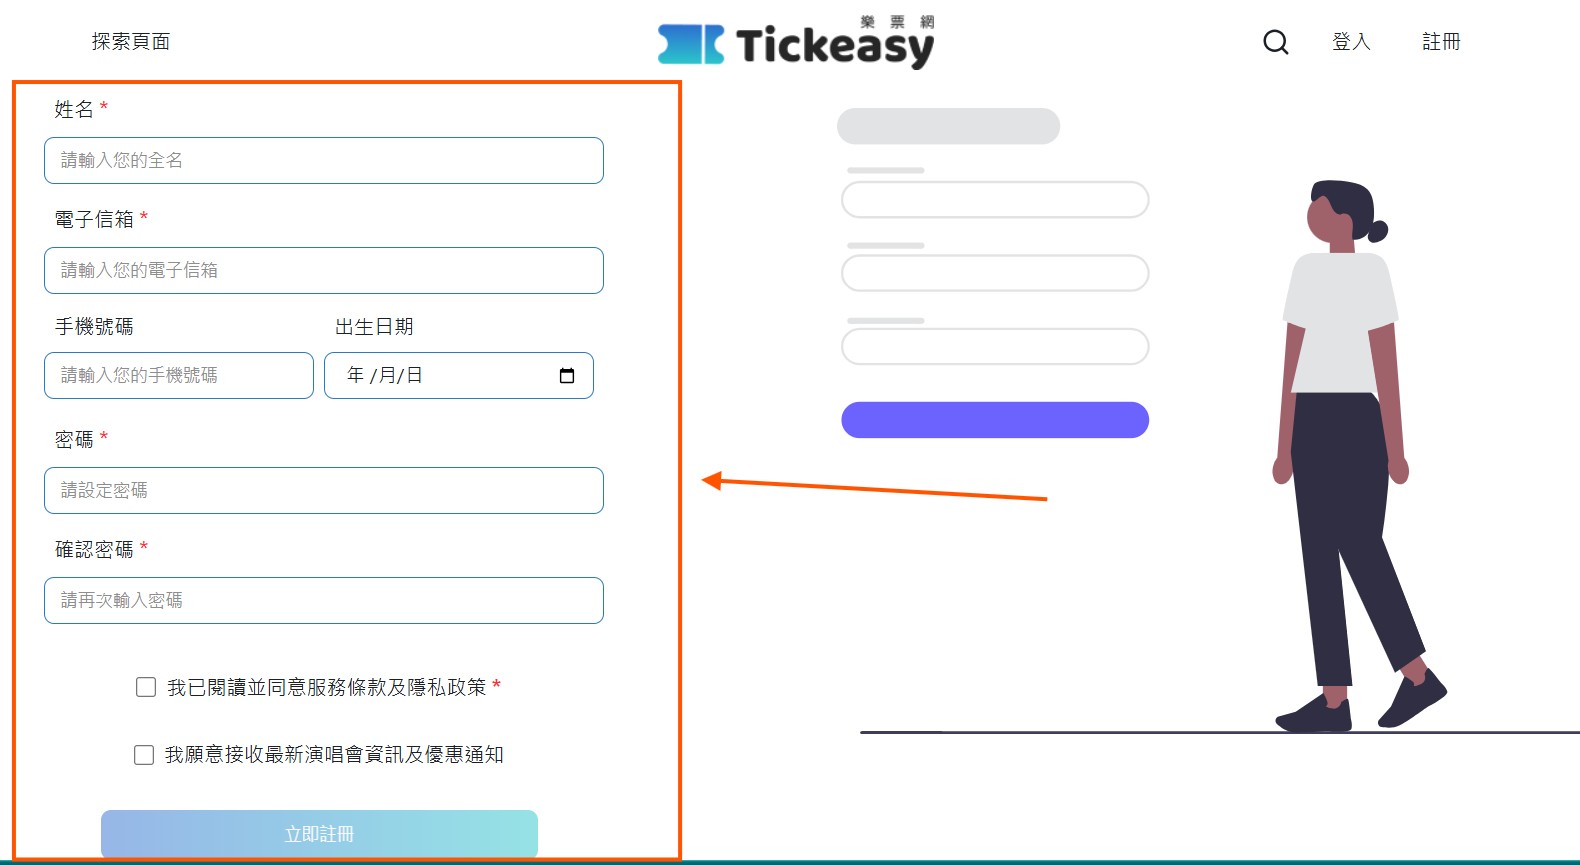 探索頁面
樂票網
Tickeasy
登入
註冊
姓名 *
請輸入您的全名
電子信箱 *
請輸入您的電子信箱
手機號碼
出生日期
請輸入您的手機號碼
年 /月/日
密碼 *
請設定密碼
確認密碼 *
請再次輸入密碼
我已閱讀並同意服務條款及隱私政策 *
我願意接收最新演唱會資訊及優惠通知
立即註冊